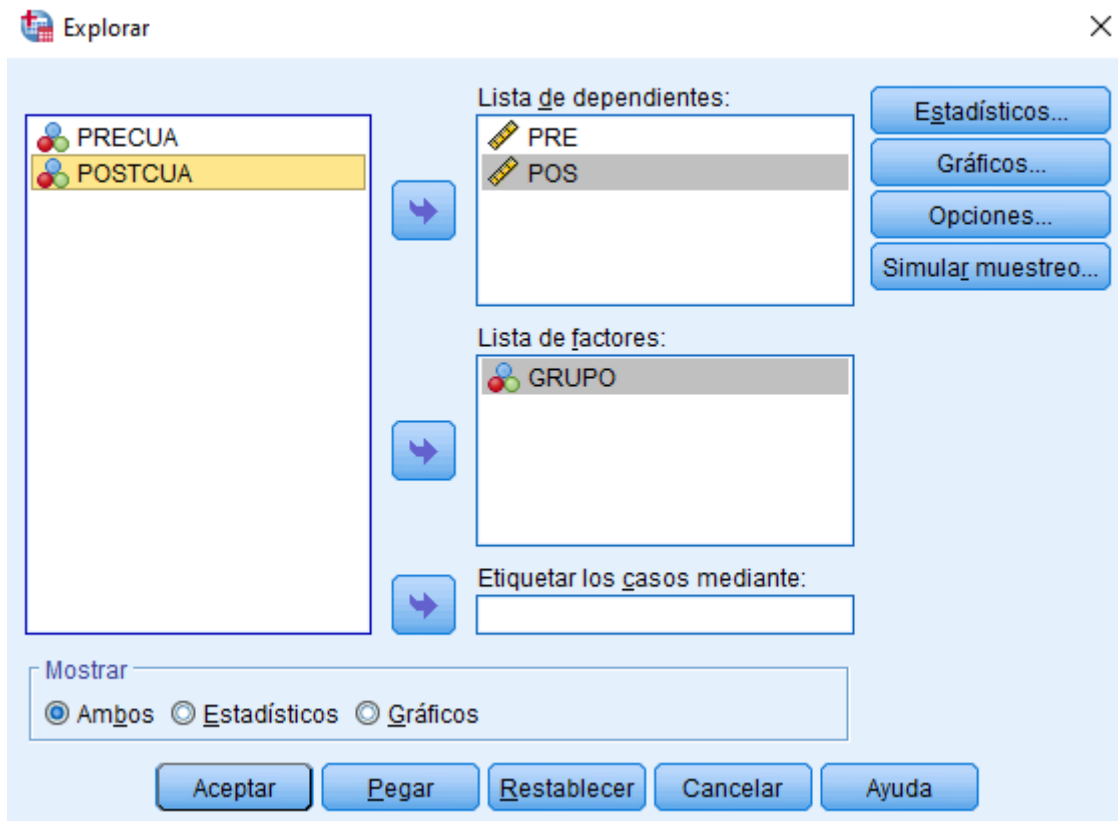 Explorar
PRECUA
POSTCUA
Lista de dependientes:
PRE
POS
Lista de factores:
GRUPO
Etiquetar los casos mediante:
Estadísticos...
Gráficos...
Opciones...
Simular muestreo...
Mostrar
Ambos Estadísticos Gráficos
Aceptar Pegar Restablecer Cancelar Ayuda